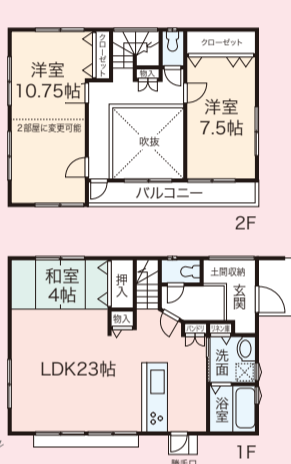 洋室
10.75帖
クローゼット
物入
クローゼット
洋室
7.5帖
2部屋に変更可能
吹抜
バルコニー
2F
和室
4帖
押入
物入
土間収納
玄関
パントリー
リネン庫
LDK23帖
洗面
浴室
勝手口
1F